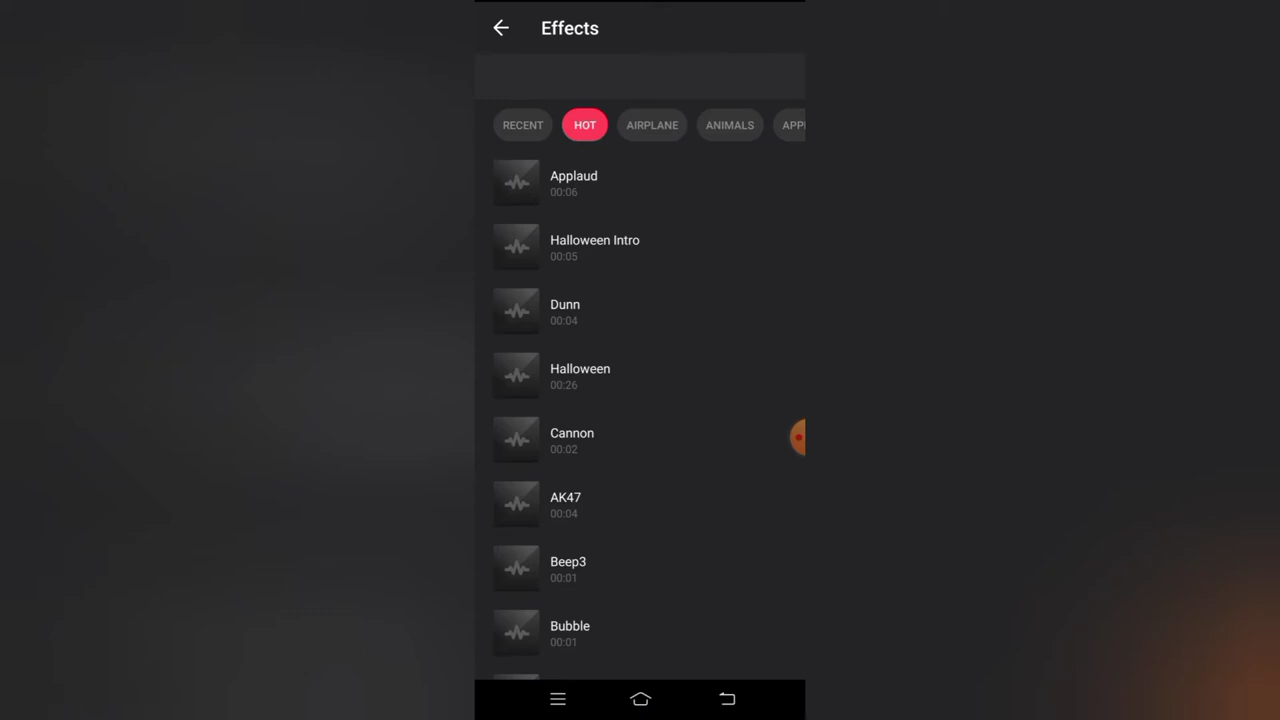 Effects
RECENT HOT AIRPLANE ANIMALS
Applaud
00:06
Halloween Intro
00:05
Dunn
00:04
Halloween
00:26
Cannon
00:02
AK47
00:04
Beep3
00:01
Bubble
00:01